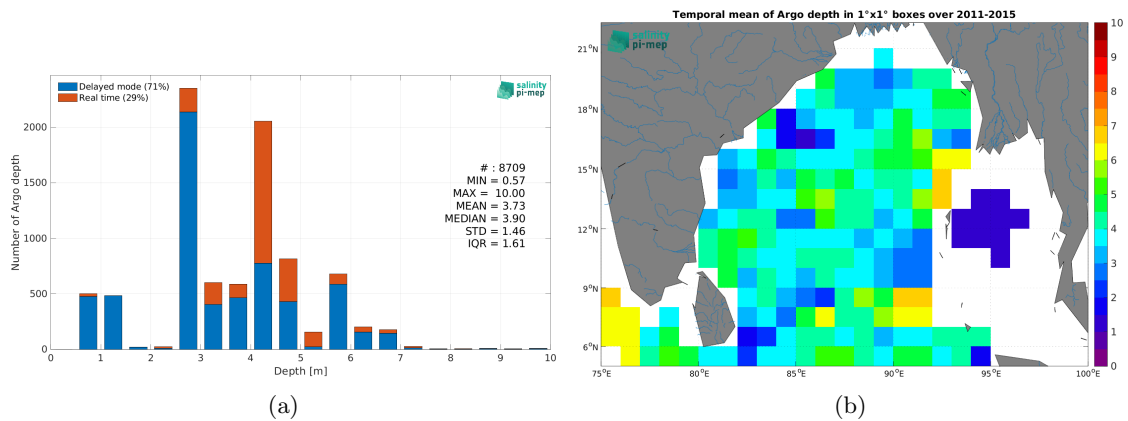 Delayed mode (71%)
Real time (29%)
salinity
pi-mep
Number of Argo depth
2000
1500
1000
500
0
# : 8709
MIN = 0.57
MAX = 10.00
MEAN = 3.73
MEDIAN = 3.90
STD = 1.46
IQR = 1.61
0 1 2 3 4 5 6 7 8 9 10
Depth [m]
(a)
Temporal mean of Argo depth in 1°x1° boxes over 2011-2015
salinity
pi-mep
21°N
18°N
15°N
12°N
9°N
6°N
75°E 80°E 85°E 90°E 95°E 100°E
10
9
8
7
6
5
4
3
2
1
0
(b)